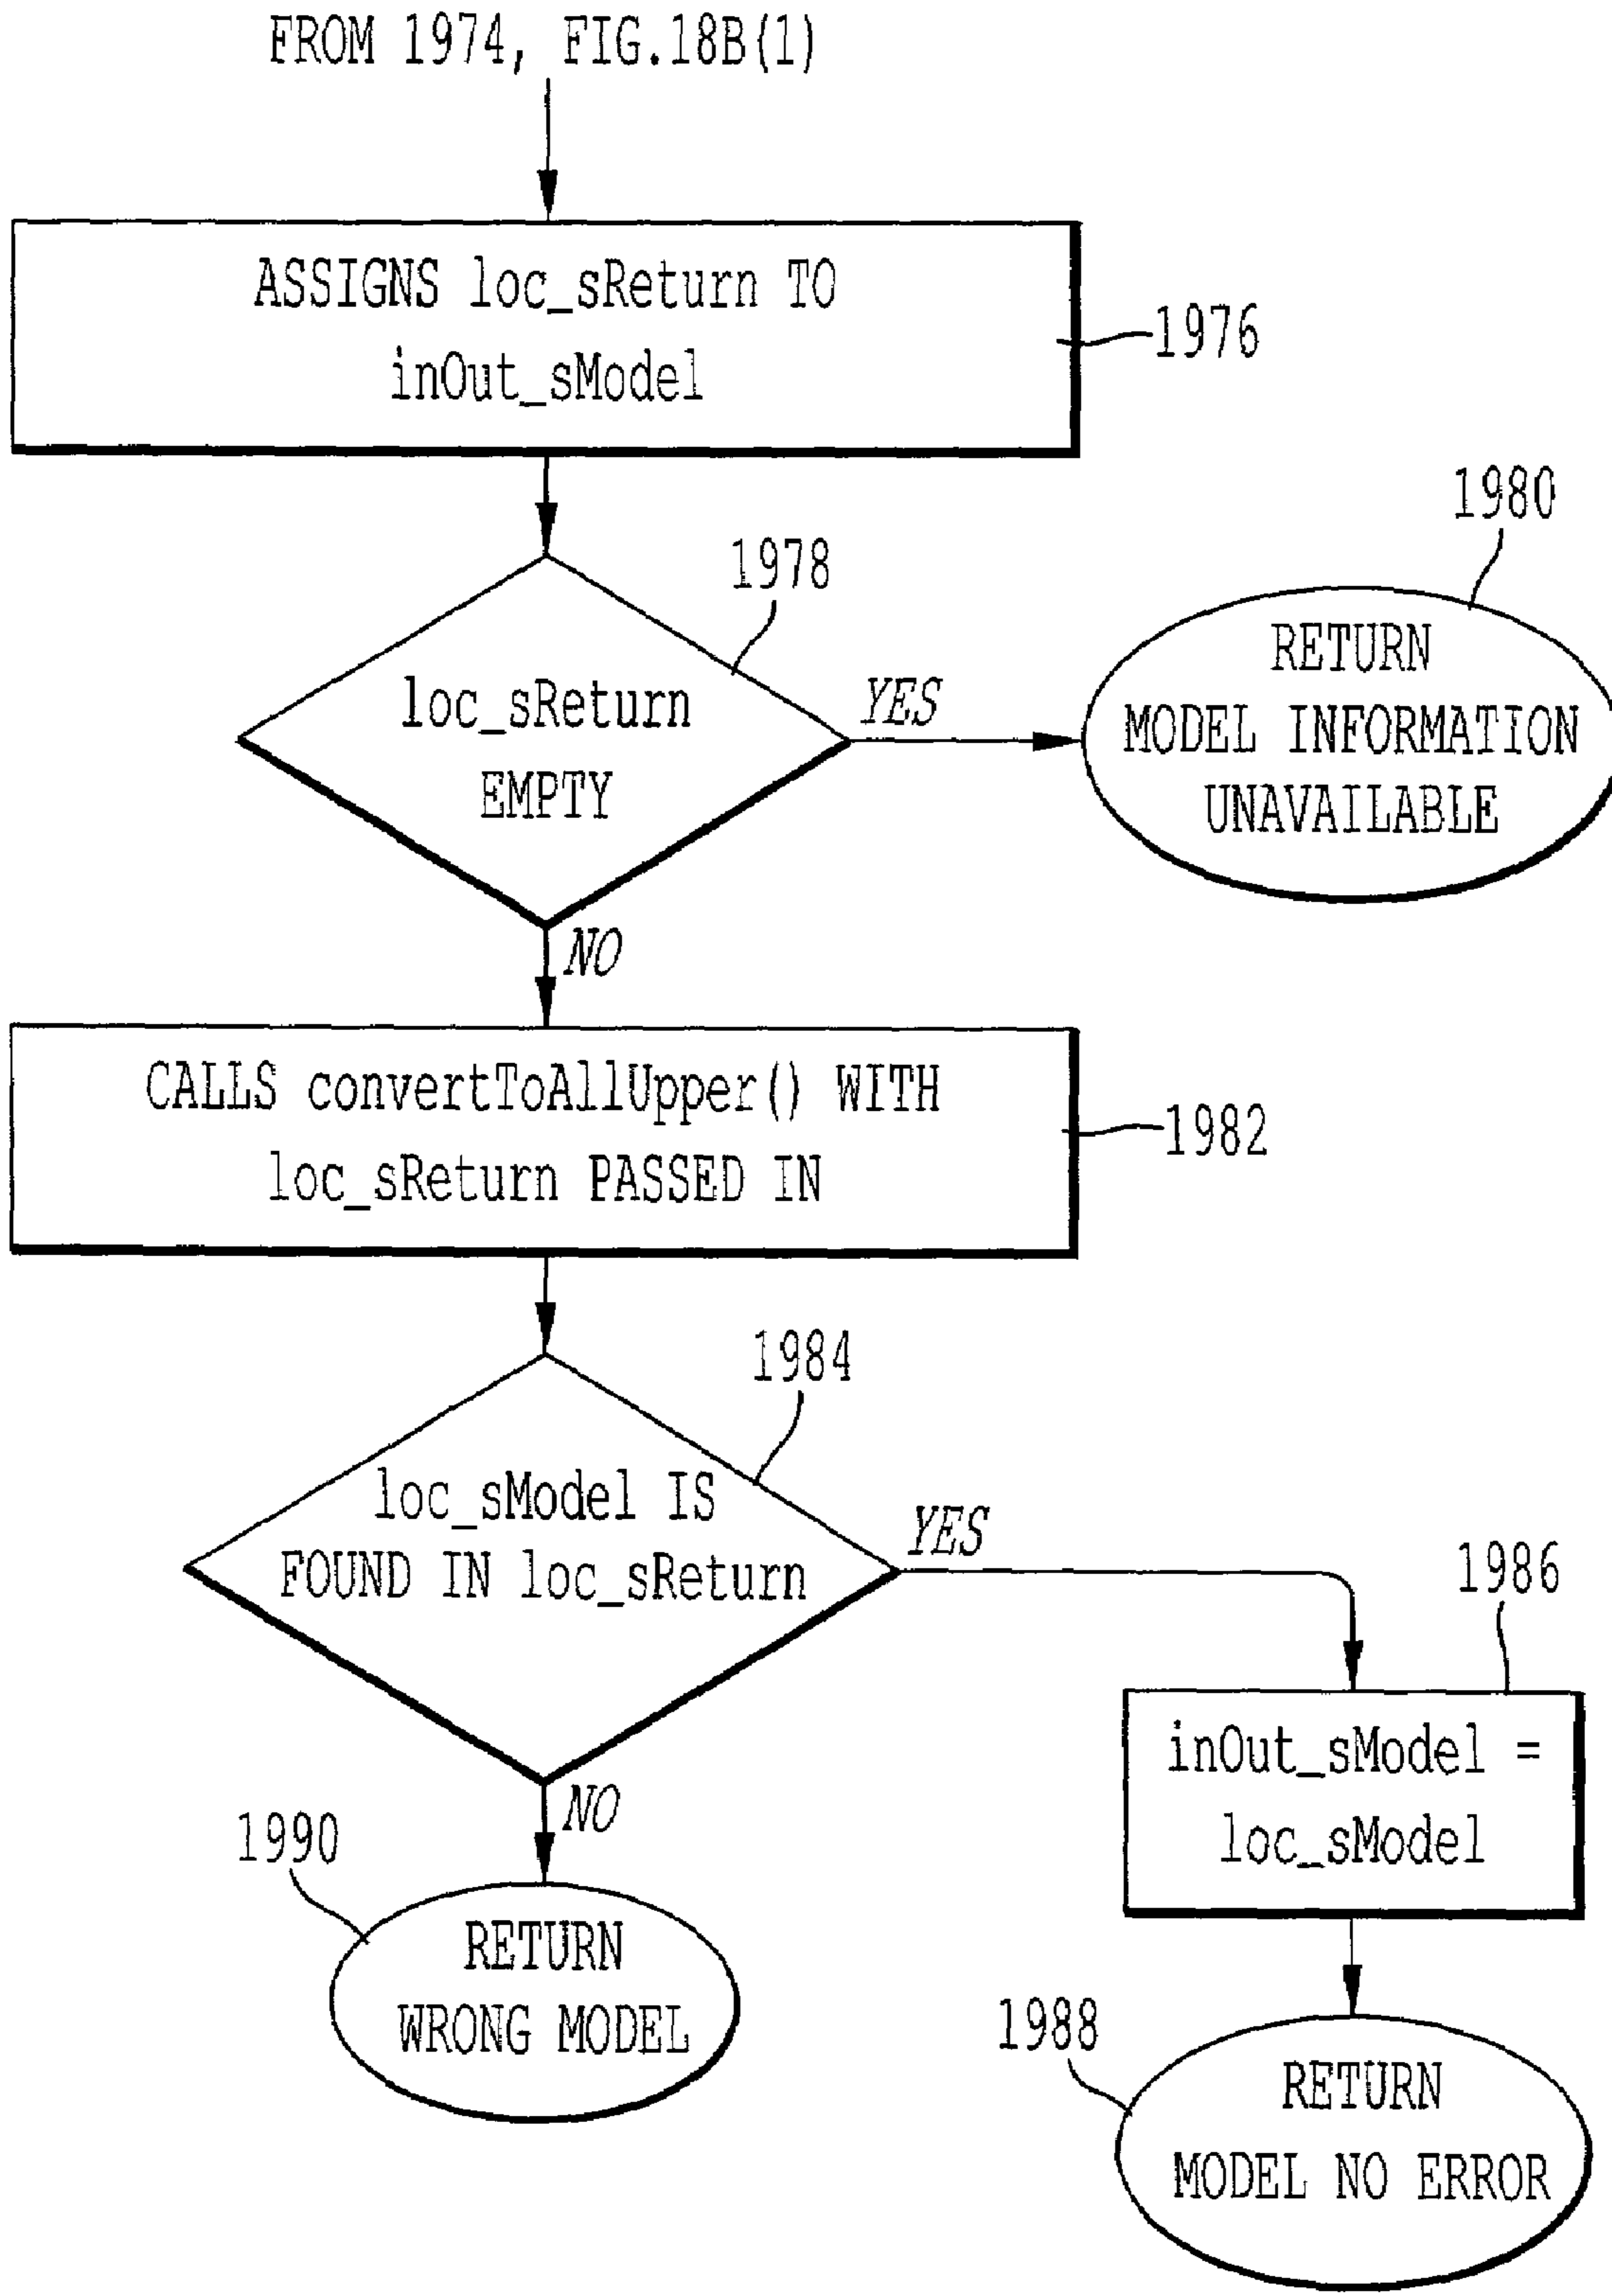 FROM 1974, FIG.18B(1)
ASSIGNS loc_sReturn TO
inOut_sModel
1976
1978
loc_sReturn
EMPTY
YES
1980
RETURN
MODEL INFORMATION
UNAVAILABLE
NO
CALLS convertToAllUpper() WITH
loc_sReturn PASSED IN
1982
1984
loc_sModel IS
FOUND IN loc_sReturn
YES
1986
inOut_sModel =
loc_sModel
NO
1990
RETURN
WRONG MODEL
1988
RETURN
MODEL NO ERROR